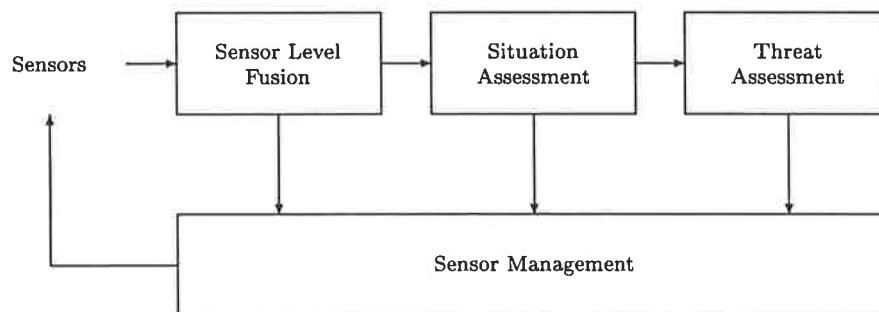 Sensors
Sensor Level
Fusion
Situation
Assessment
Threat
Assessment
Sensor Management